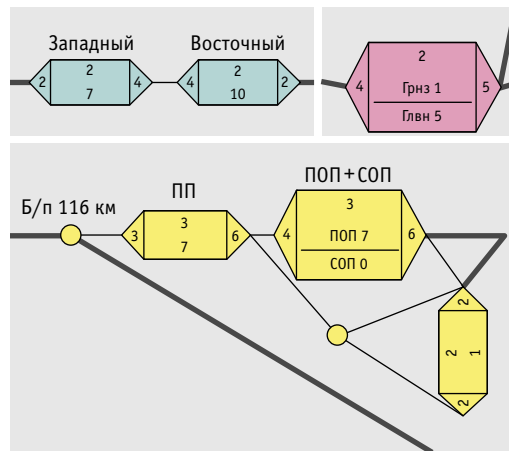 Западный
Восточный
2 2 7 4
4 2 10 2
2
4 Грнз 1 5
Глвн 5
Б/п 116 км
ПП
3 3 7 6
ПОП+СОП
3
4 ПОП 7 6
СОП 0
2
2 1
2